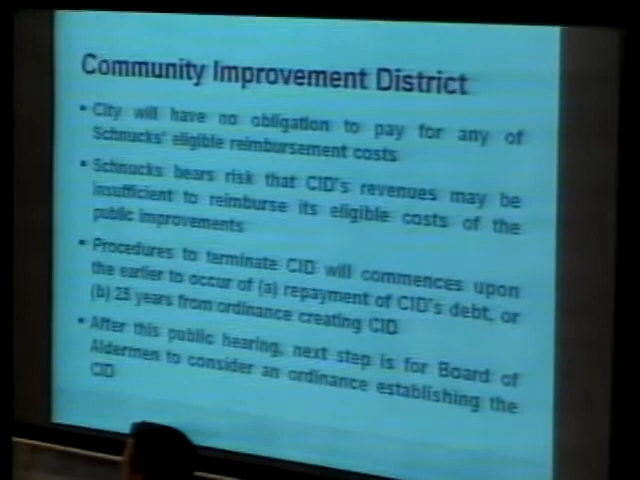 Community Improvement District
• City will have no obligation to pay for any of
Schnucks' eligible reimbursement costs
• Schnucks bears risk that CID's revenues may be
insufficient to reimburse its eligible costs of the
public improvements
• Procedures to terminate CID will commences upon
the earlier to occur of (a) repayment of CID's debt, or
(b) 25 years from ordinance creating CID
• After this public hearing, next step is for Board of
Aldermen to consider an ordinance establishing the
CID